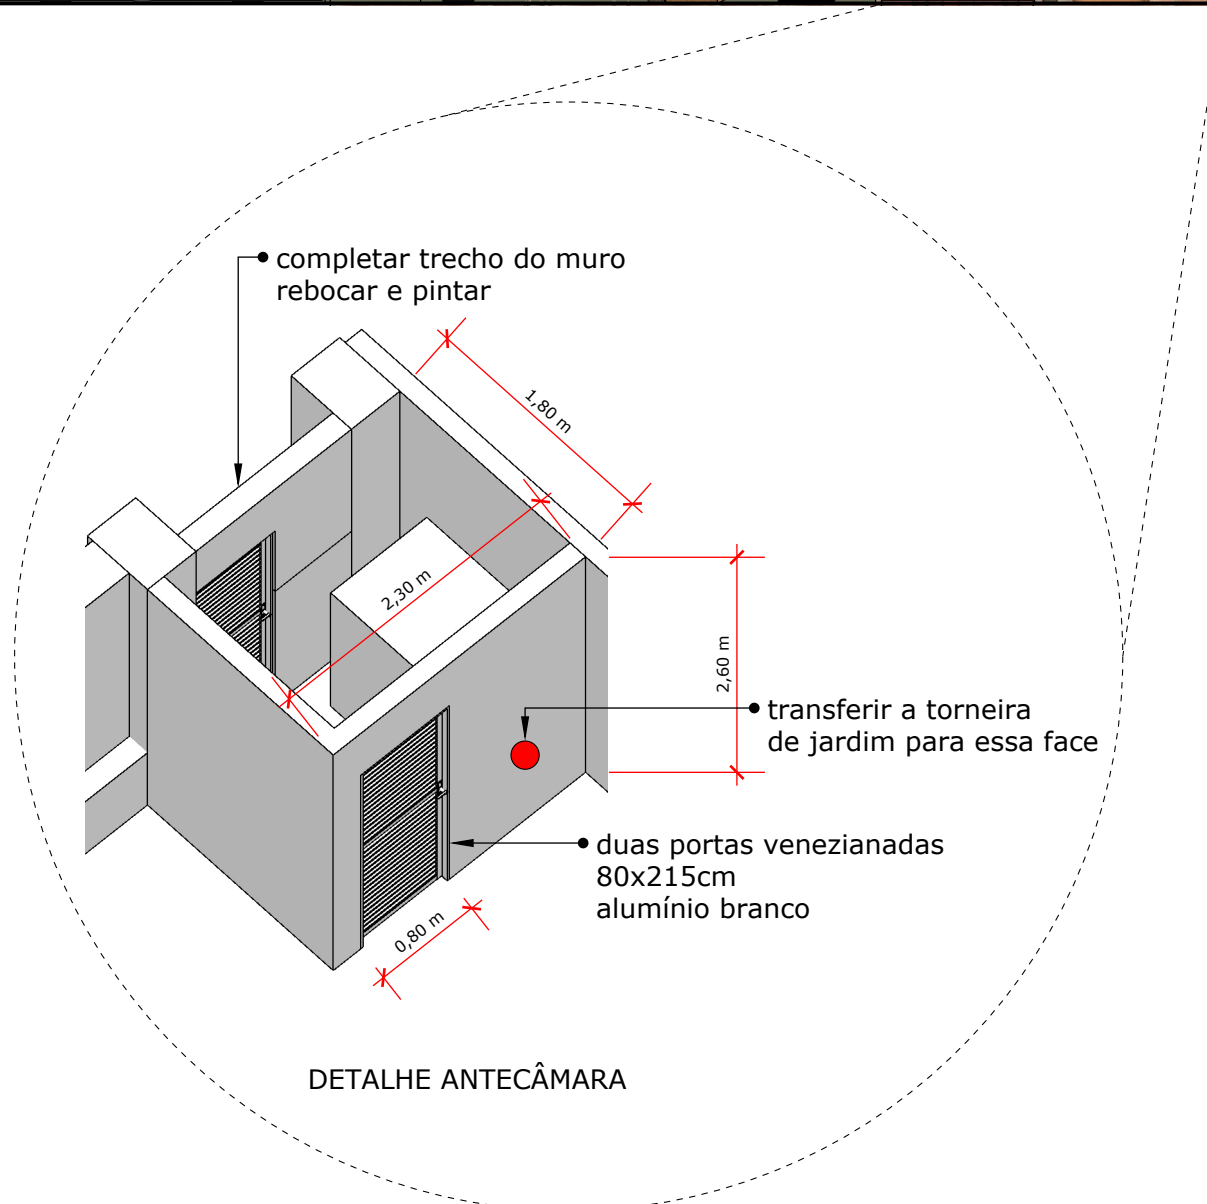 completar trecho do muro
rebocar e pintar
1,80 m
2,30 m
2,60 m
transferir a torneira
de jardim para essa face
duas portas venezianadas
80x215cm
alumínio branco
0,80 m
DETALHE ANTECÂMARA